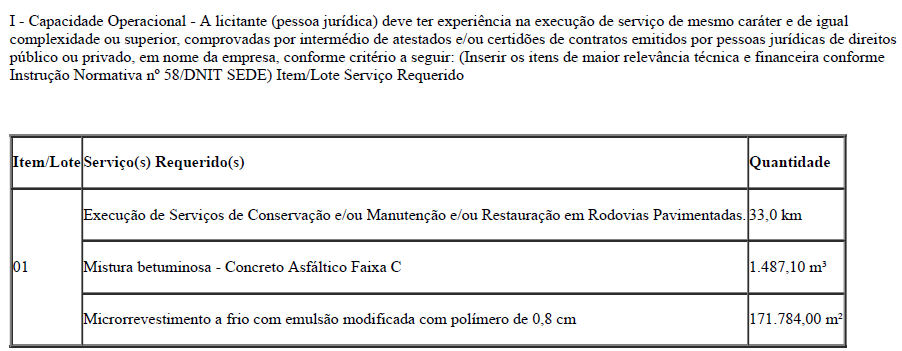 I - Capacidade Operacional - A licitante (pessoa jurídica) deve ter experiência na execução de serviço de mesmo caráter e de igual
complexidade ou superior, comprovadas por intermédio de atestados e/ou certidões de contratos emitidos por pessoas jurídicas de direitos
público ou privado, em nome da empresa, conforme critério a seguir: (Inserir os itens de maior relevância técnica e financeira conforme
Instrução Normativa nº 58/DNIT SEDE) Item/Lote Serviço Requerido
Item/Lote Serviço(s) Requerido(s) Quantidade
Execução de Serviços de Conservação e/ou Manutenção e/ou Restauração em Rodovias Pavimentadas. 33,0 km
01 Mistura betuminosa - Concreto Asfáltico Faixa C 1.487,10 m³
Microrrevestimento a frio com emulsão modificada com polímero de 0,8 cm 171.784,00 m²